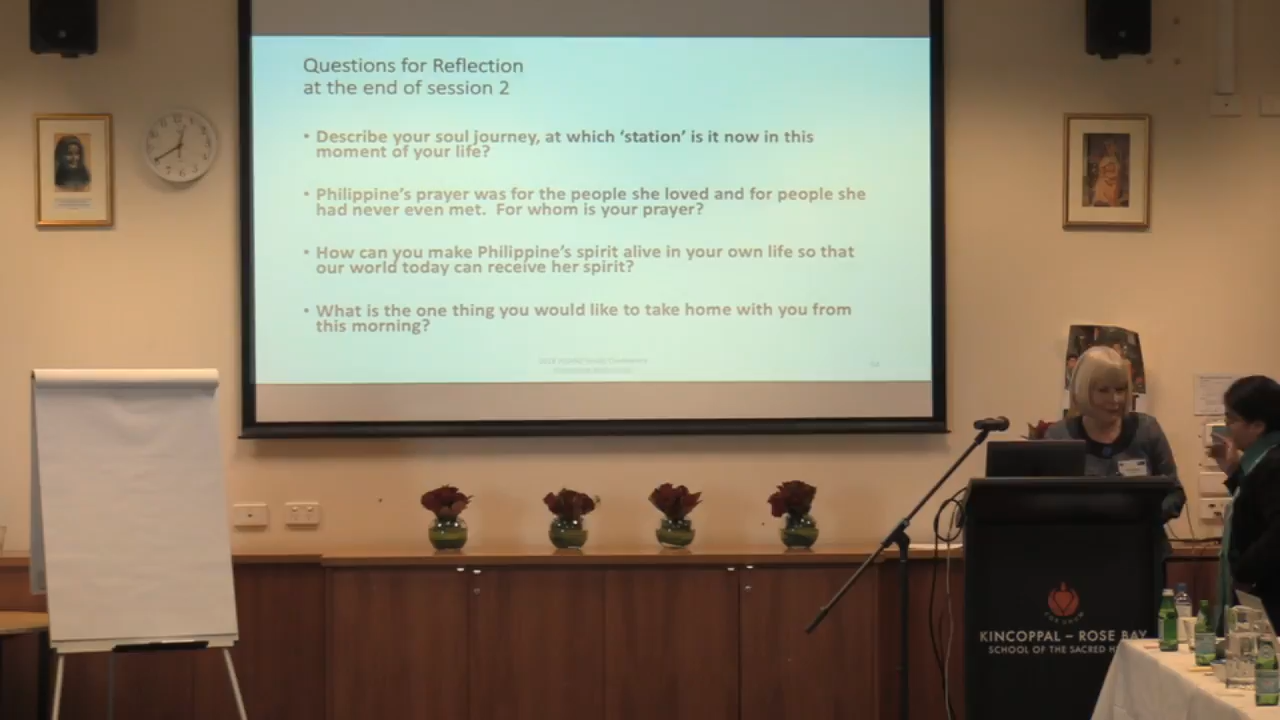 Questions for Reflection
at the end of session 2
• Describe your soul journey, at which ‘station’ is it now in this
moment of your life?
• Philippine’s prayer was for the people she loved and for people she
had never even met. For whom is your prayer?
• How can you make Philippine’s spirit alive in your own life so that
our world today can receive her spirit?
• What is the one thing you would like to take home with you from
this morning?
KINCOPPAL – ROSE BAY
SCHOOL OF THE SACRED